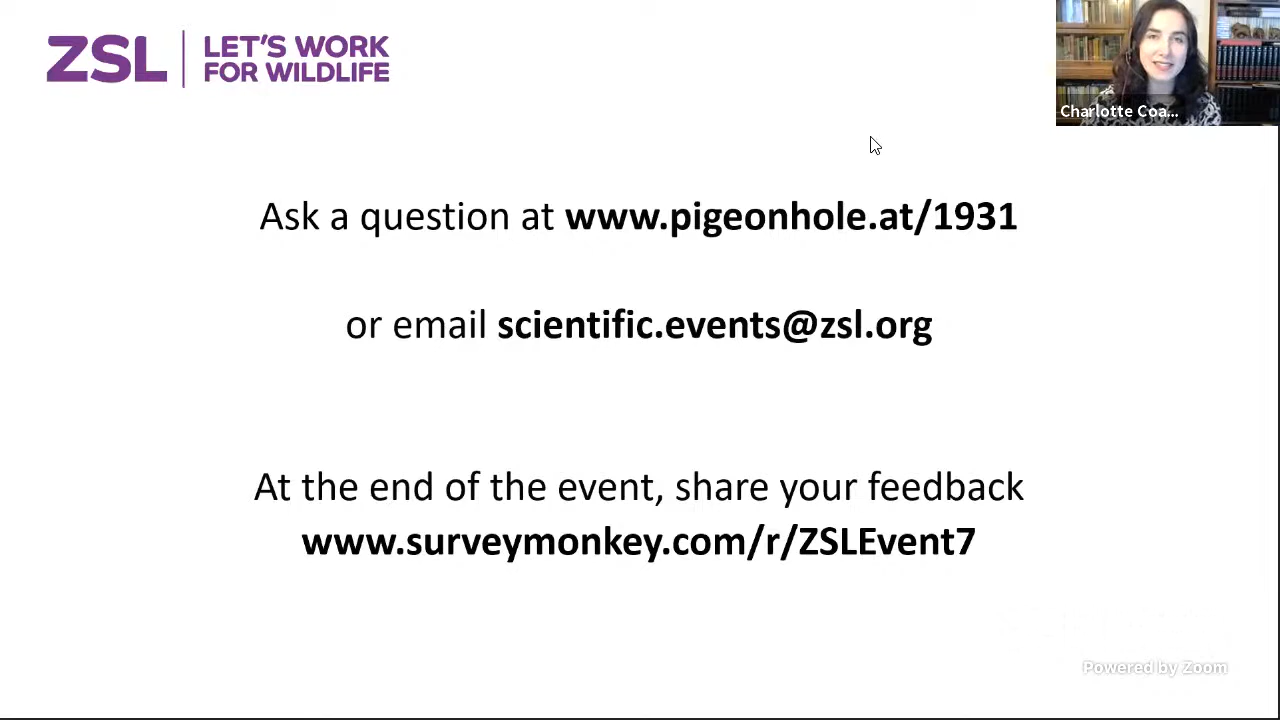 ZSL
LET'S WORK
FOR WILDLIFE
Charlotte Coa...
Ask a question at www.pigeonhole.at/1931
or email scientific.events@zsl.org
At the end of the event, share your feedback
www.surveymonkey.com/r/ZSLEvent7
Powered by Zoom